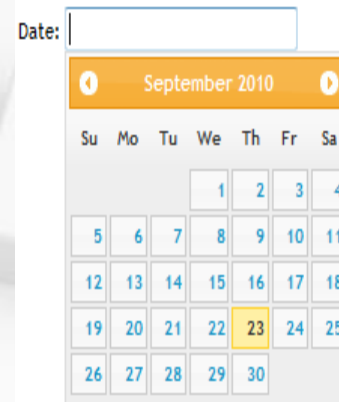 Date:
September 2010
Su Mo Tu We Th Fr Sa
1 2 3 4
5 6 7 8 9 10 11
12 13 14 15 16 17 18
19 20 21 22 23 24 25
26 27 28 29 30